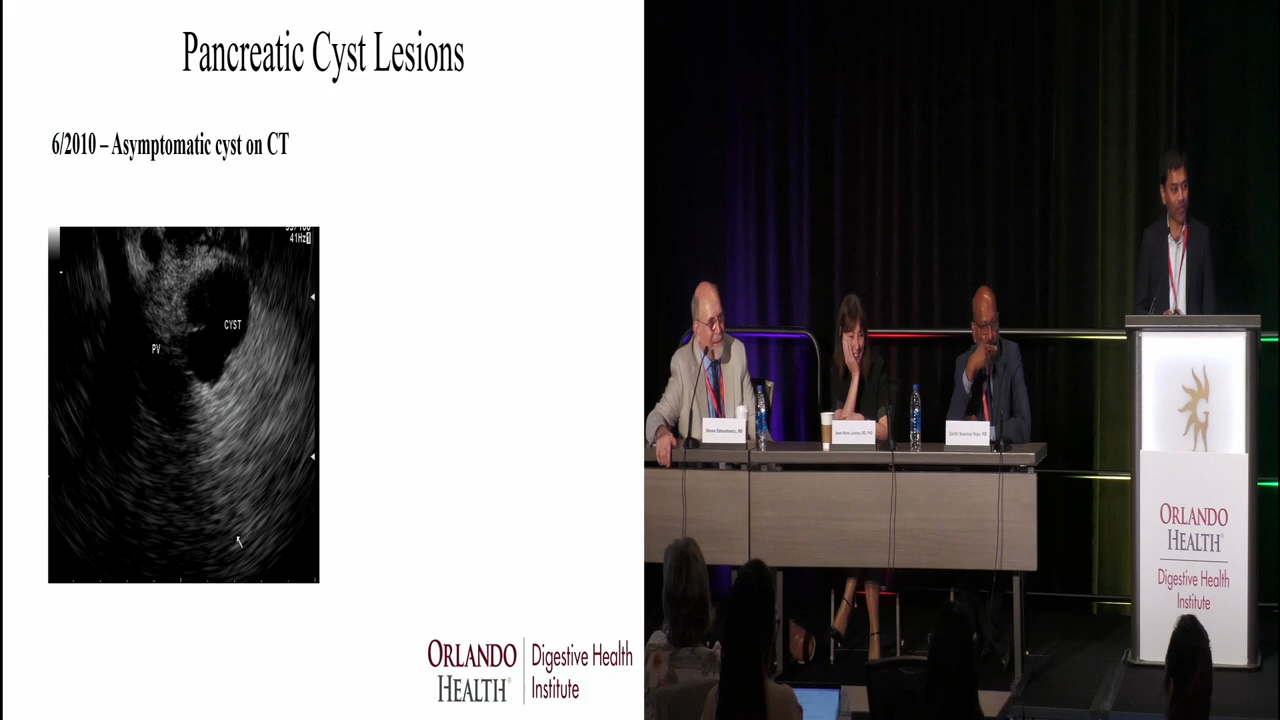 Pancreatic Cyst Lesions
6/2010 – Asymptomatic cyst on CT
41Hz
CYST
PV
ORLANDO
HEALTH®
Digestive Health
Institute
ORLANDO
HEALTH®
Digestive Health
Institute